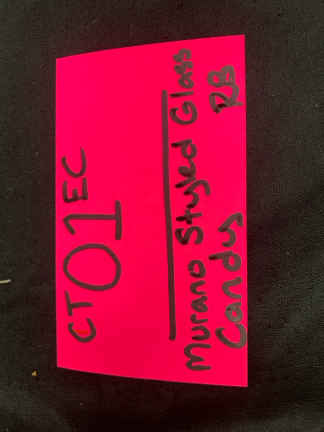 CT01EC
Murano Styled Glass
Candy RB